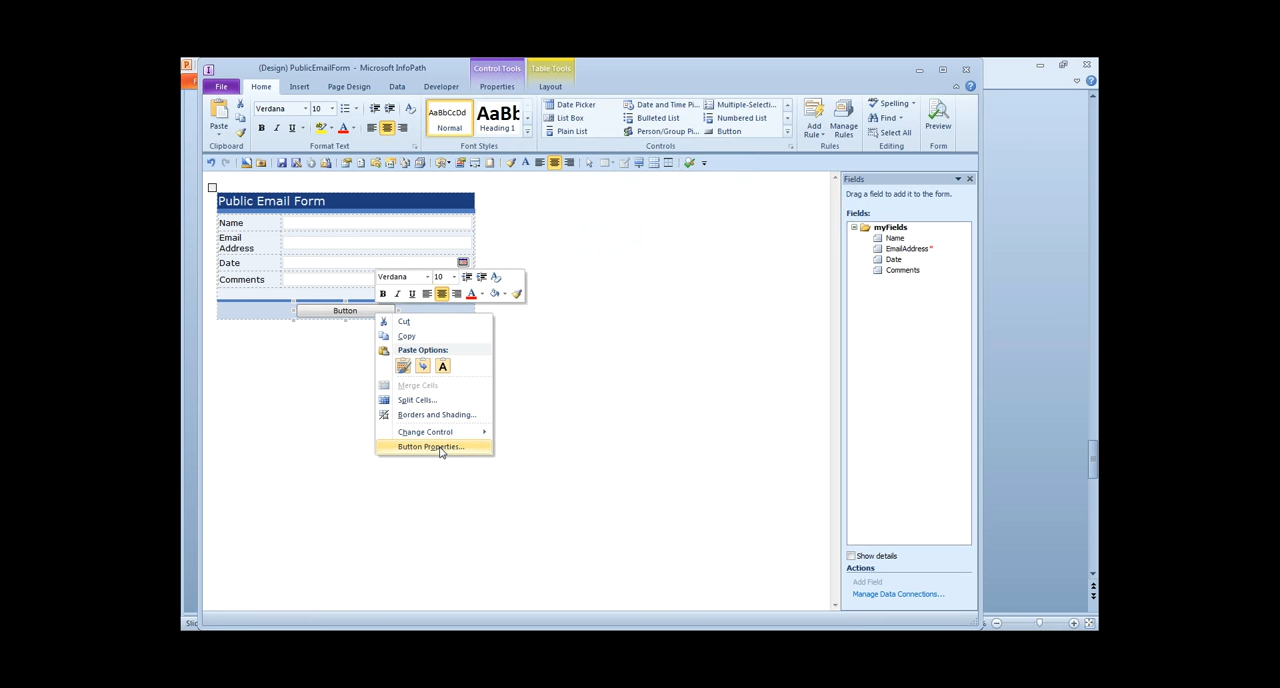 (Design) PublicEmailForm - Microsoft InfoPath
Control Tools
Table Tools
File
Home
Insert
Page Design
Data
Developer
Properties
Layout
Paste
Clipboard
Verdana
10
B I U
Format Text
AaBbCcDd
Normal
AaBb
Heading 1
Font Styles
Date Picker
Date and Time Pi...
Multiple-Selecti...
List Box
Bulleted List
Numbered List
Plain List
Person/Group Pi...
Button
Controls
Add
Rule
Manage
Rules
Rules
Spelling
Find
Select All
Editing
Preview
Form
Public Email Form
Name
Email
Address
Date
Comments
Verdana
10
B I U
Button
Cut
Copy
Paste Options:
Merge Cells
Split Cells...
Borders and Shading...
Change Control
Button Properties...
Fields
Drag a field to add it to the form.
Fields:
myFields
Name
EmailAddress*
Date
Comments
Show details
Actions
Add Field
Manage Data Connections...
Slid